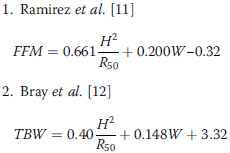 1. Ramirez et al. [11]
FFM = 0.661 H²/R₅₀ + 0.200W–0.32
2. Bray et al. [12]
TBW = 0.40 H²/R₅₀ + 0.148W + 3.32